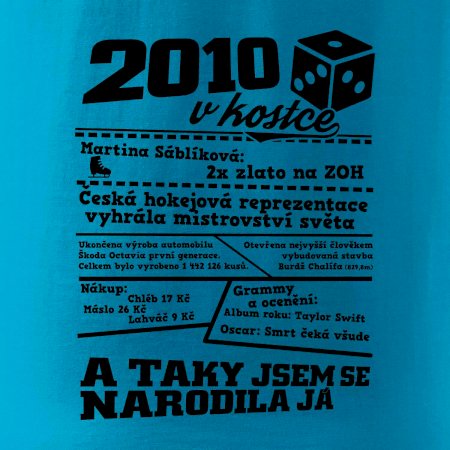 2010
v kostce
Martina Sáblíková:
2x zlato na ZOH
Česká hokejová reprezentace
vyhrála mistrovství světa
Ukončena výroba automobilu
Škoda Octavia první generace.
Celkem bylo vyrobeno 1 442 126 kusů.
Otevřena nejvyšší člověkem
vybudovaná stavba
Burdž Chalífa (829,8m)
Nákup:
Chléb 17 Kč
Máslo 26 Kč
Lahváč 9 Kč
Grammy
a ocenění:
Album roku: Taylor Swift
Oscar: Smrt čeká všude
A TAKY JSEM SE
NARODILA JÁ